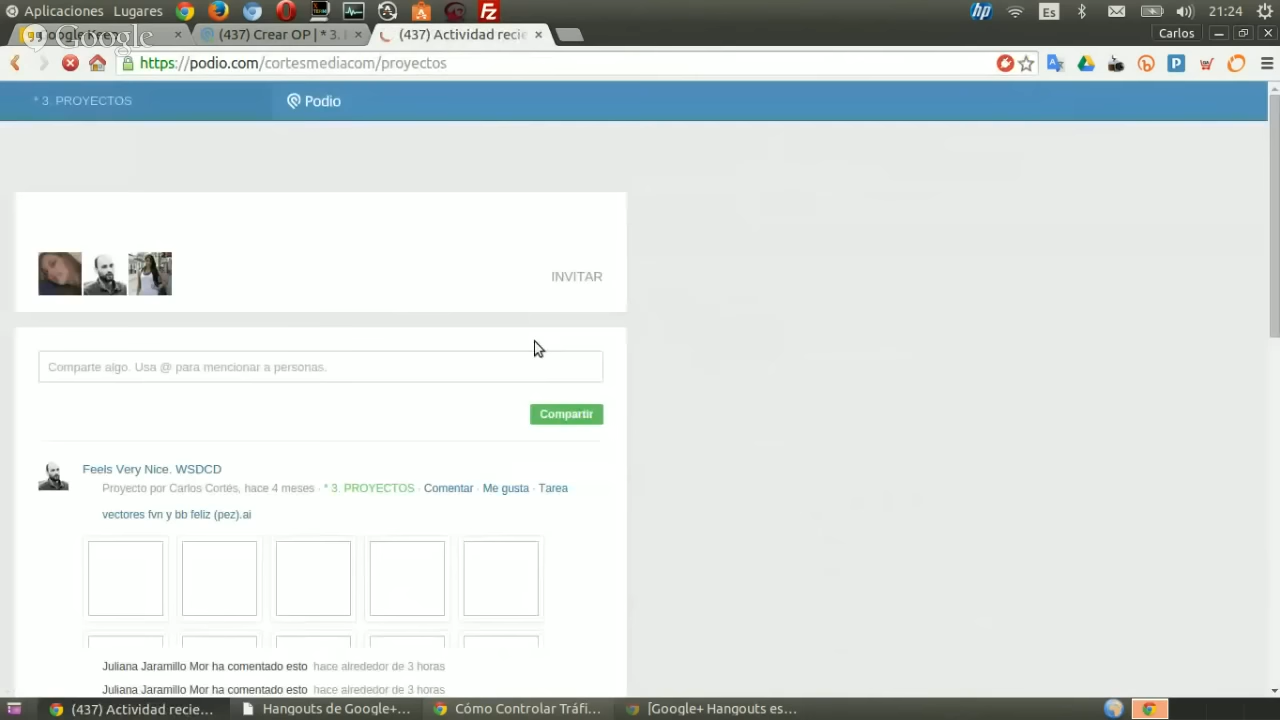 Aplicaciones Lugares
Es
21:24
Google
(437) Crear OP | * 3.
(437) Actividad recie
Carlos
https://podio.com/cortesmediacom/proyectos
* 3. PROYECTOS
Podio
INVITAR
Comparte algo. Usa @ para mencionar a personas.
Compartir
Feels Very Nice. WSDCD
Proyecto por Carlos Cortés, hace 4 meses · * 3. PROYECTOS · Comentar · Me gusta · Tarea
vectores fvn y bb feliz (pez).ai
Juliana Jaramillo Mor ha comentado esto hace alrededor de 3 horas
Juliana Jaramillo Mor ha comentado esto hace alrededor de 3 horas
(437) Actividad recie...
Hangouts de Google+...
Cómo Controlar Tráfi...
[Google+ Hangouts es...